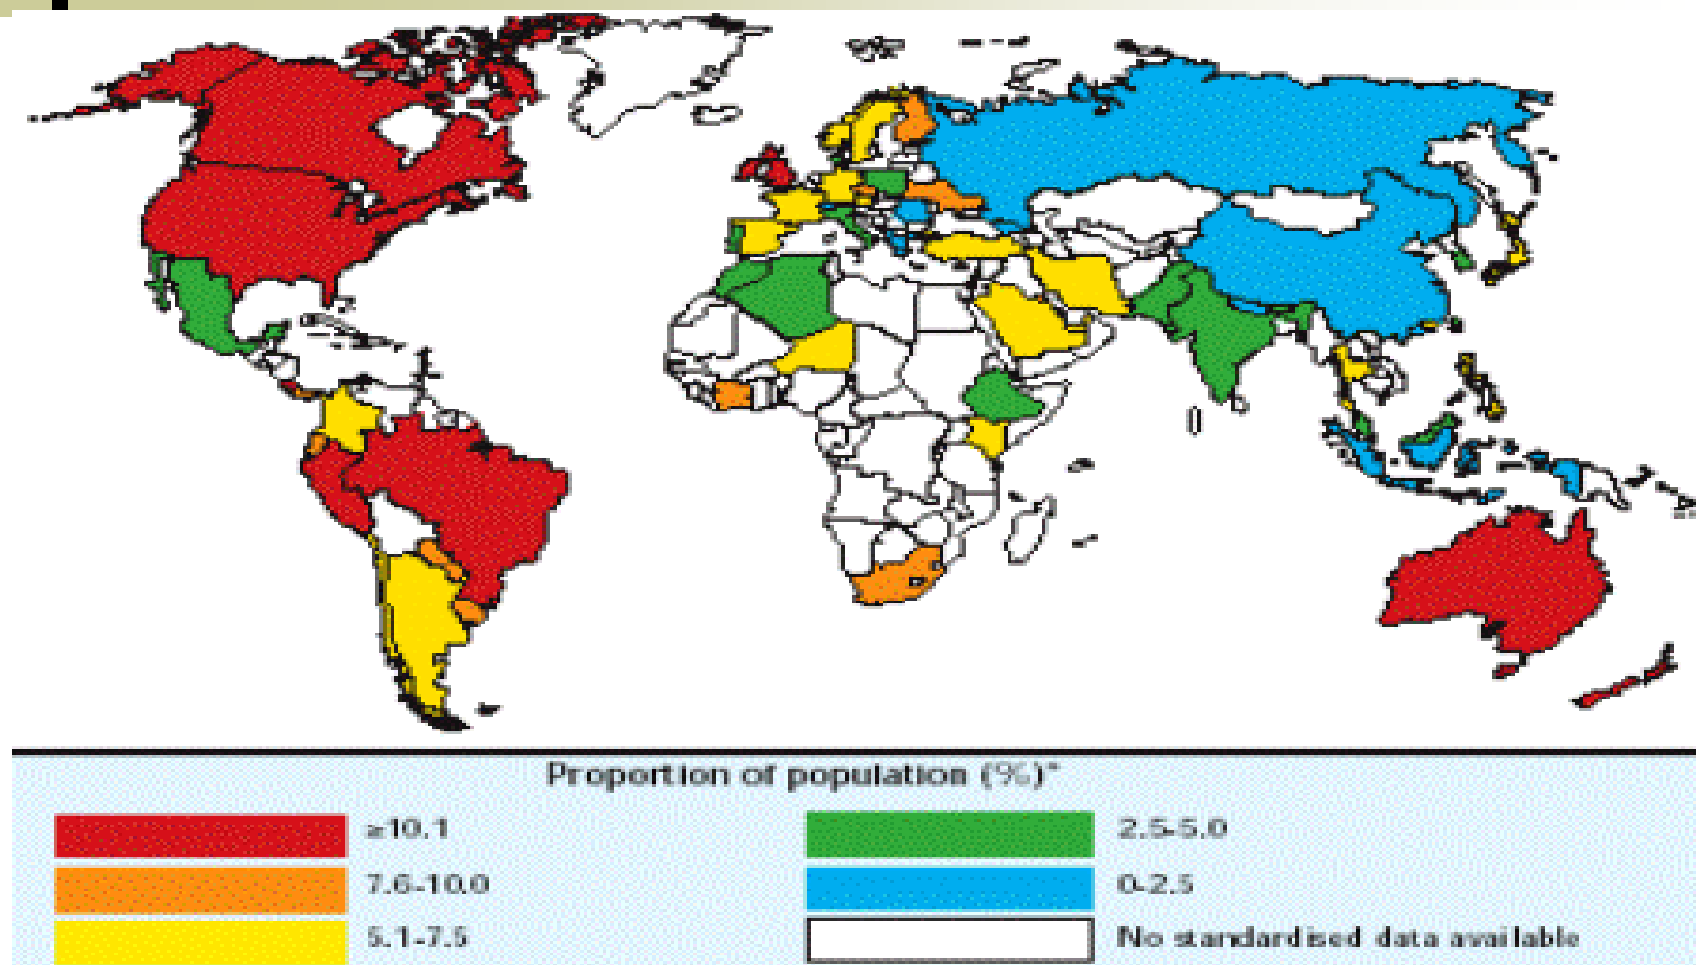 Proportion of population (%)*
≥10.1
2.5-5.0
7.6-10.0
0-2.5
5.1-7.5
No standardised data available